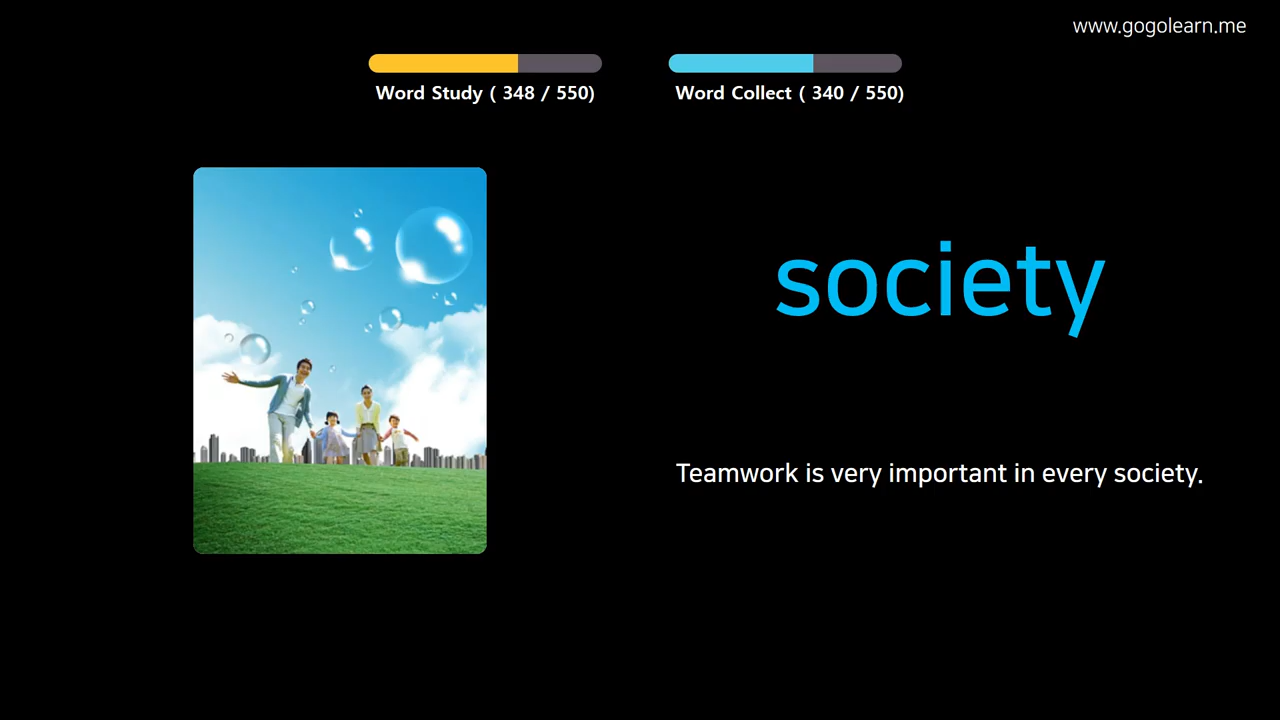 www.gogolearn.me
Word Study ( 348 / 550)
Word Collect ( 340 / 550)
society
Teamwork is very important in every society.